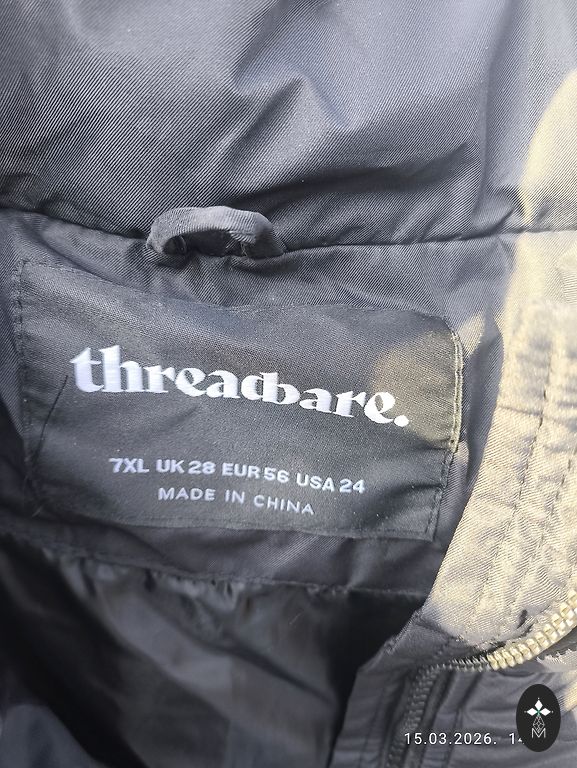 threadbare.
7XL UK 28 EUR 56 USA 24
MADE IN CHINA
15.03.2026.
M